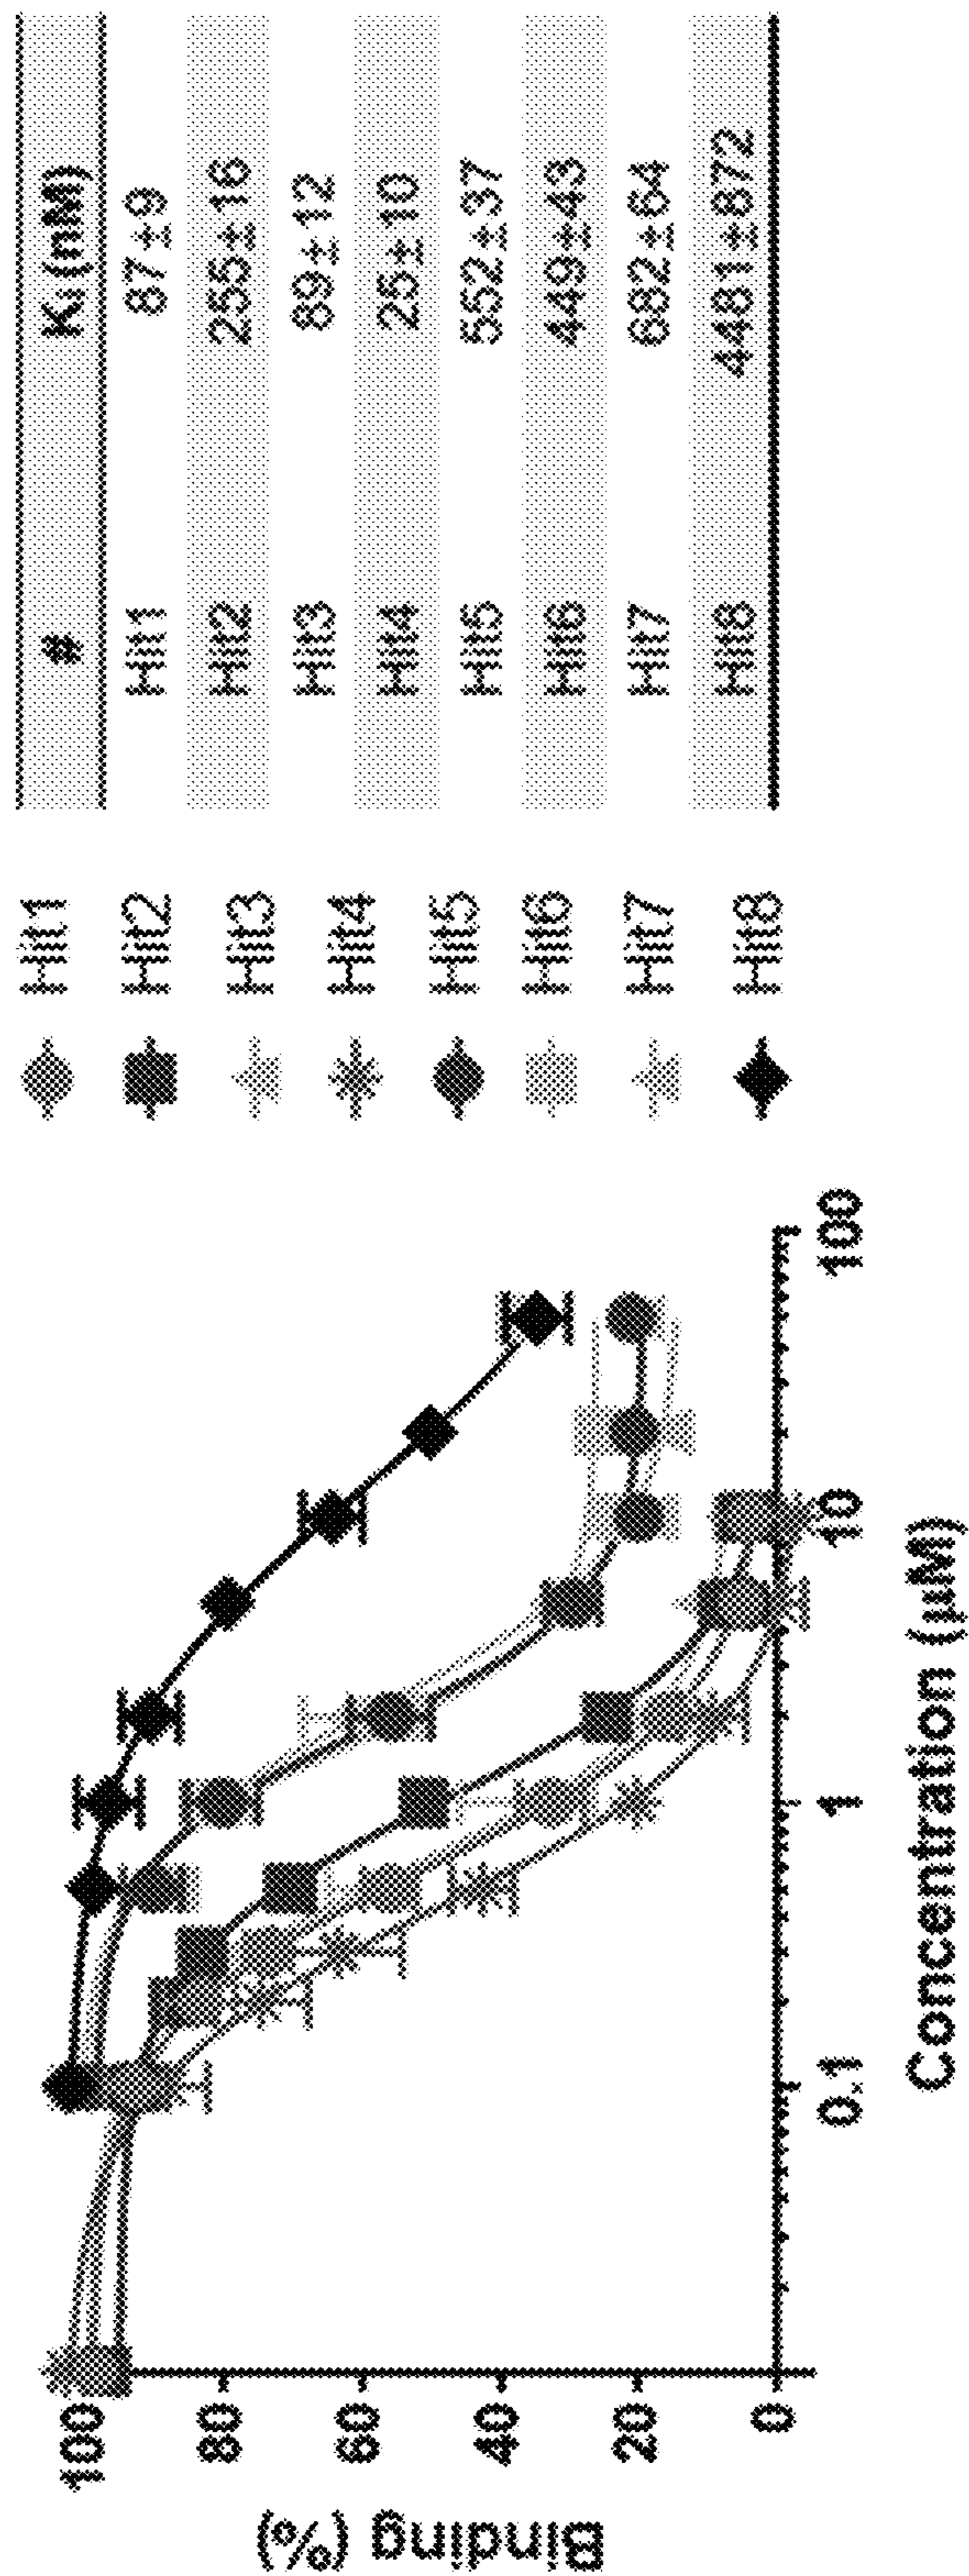 Binding (%)
100
80
60
40
20
0
0.1
1
10
100
Concentration (µM)
Hit1
Hit2
Hit3
Hit4
Hit5
Hit6
Hit7
Hit8
# Ki (nM)
Hit1 87±9
Hit2 255±16
Hit3 89±12
Hit4 25±10
Hit5 552±37
Hit6 449±43
Hit7 682±64
Hit8 4481±872